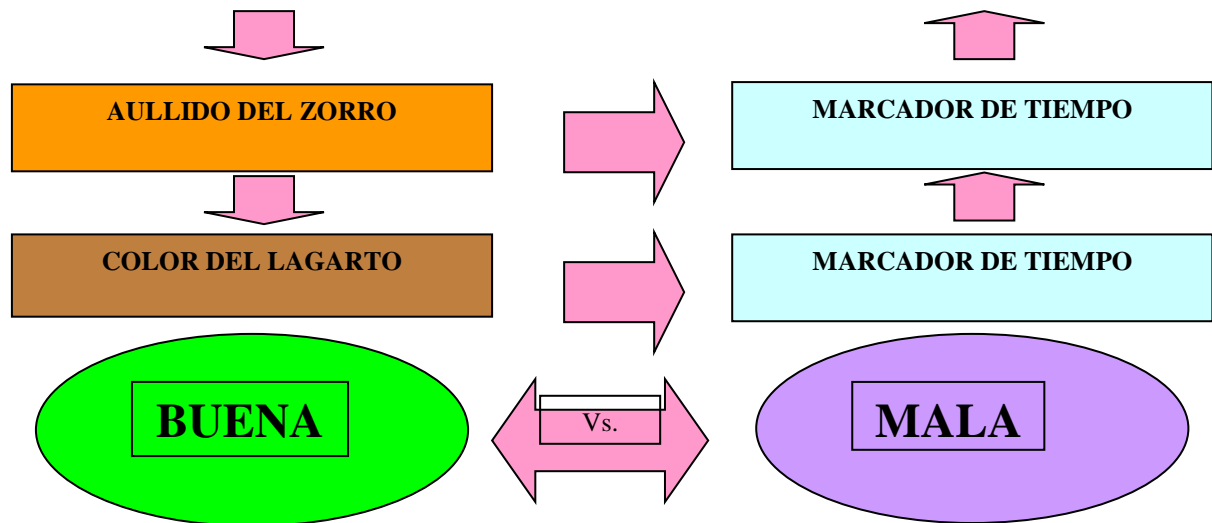 AULLIDO DEL ZORRO
MARCADOR DE TIEMPO
COLOR DEL LAGARTO
MARCADOR DE TIEMPO
BUENA
Vs.
MALA